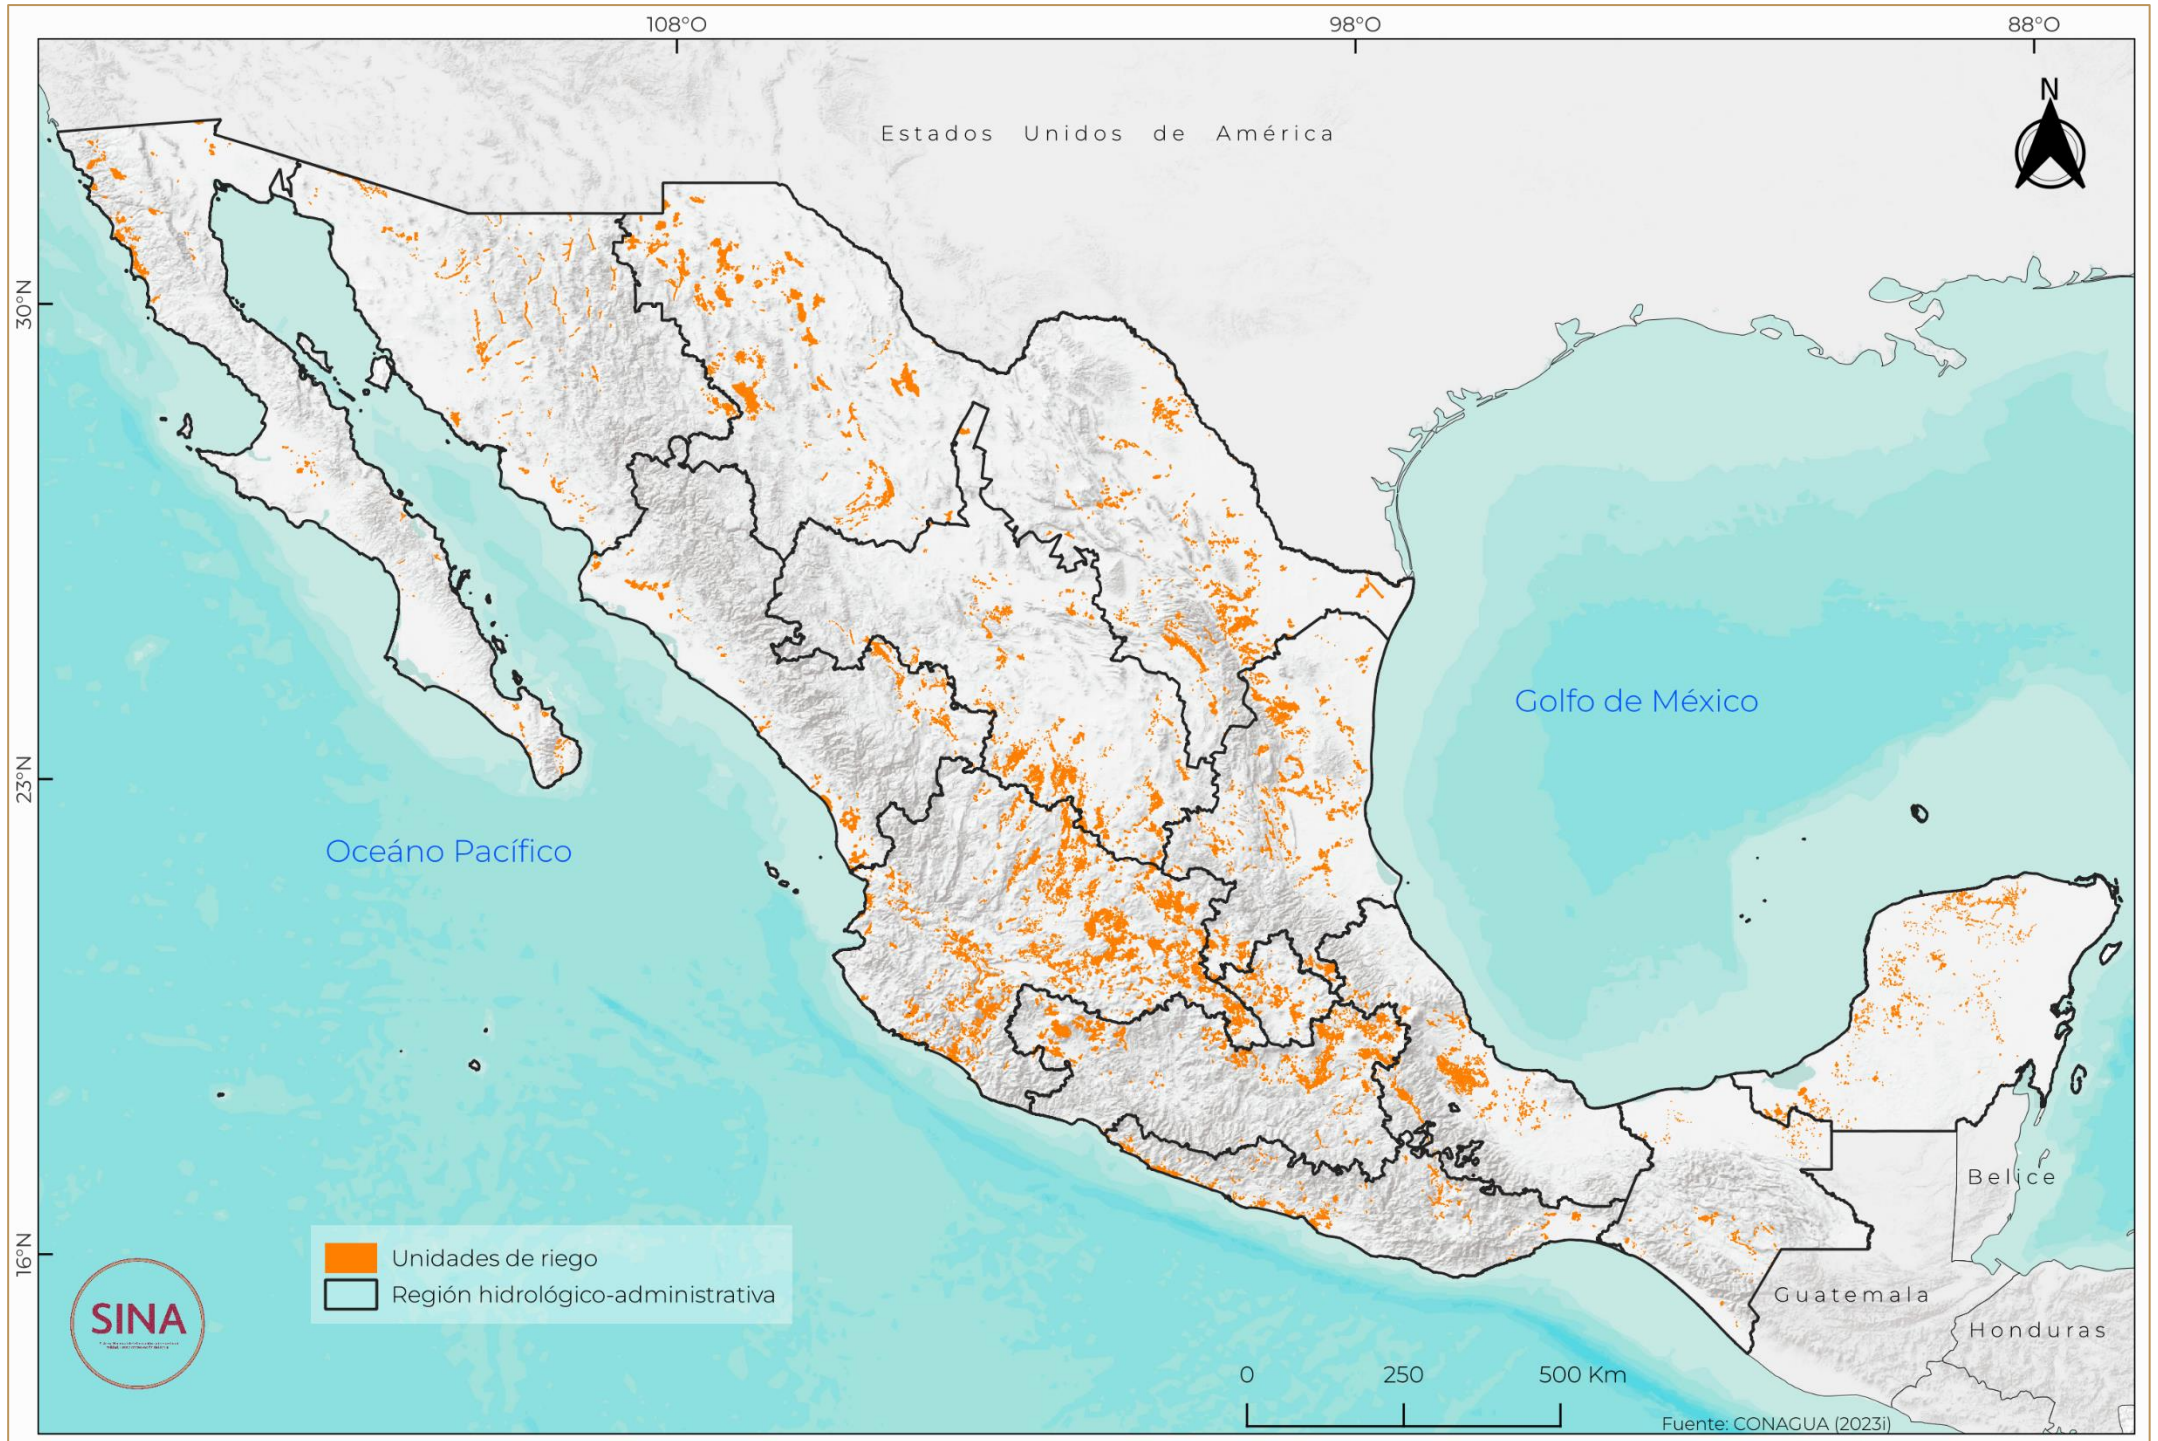 108°O
98°O
88°O
N
Estados Unidos de América
30°N
23°N
16°N
Golfo de México
Oceáno Pacífico
Belice
Guatemala
Honduras
Unidades de riego
Región hidrológico-administrativa
SINA
0
250
500 Km
Fuente: CONAGUA (2023i)